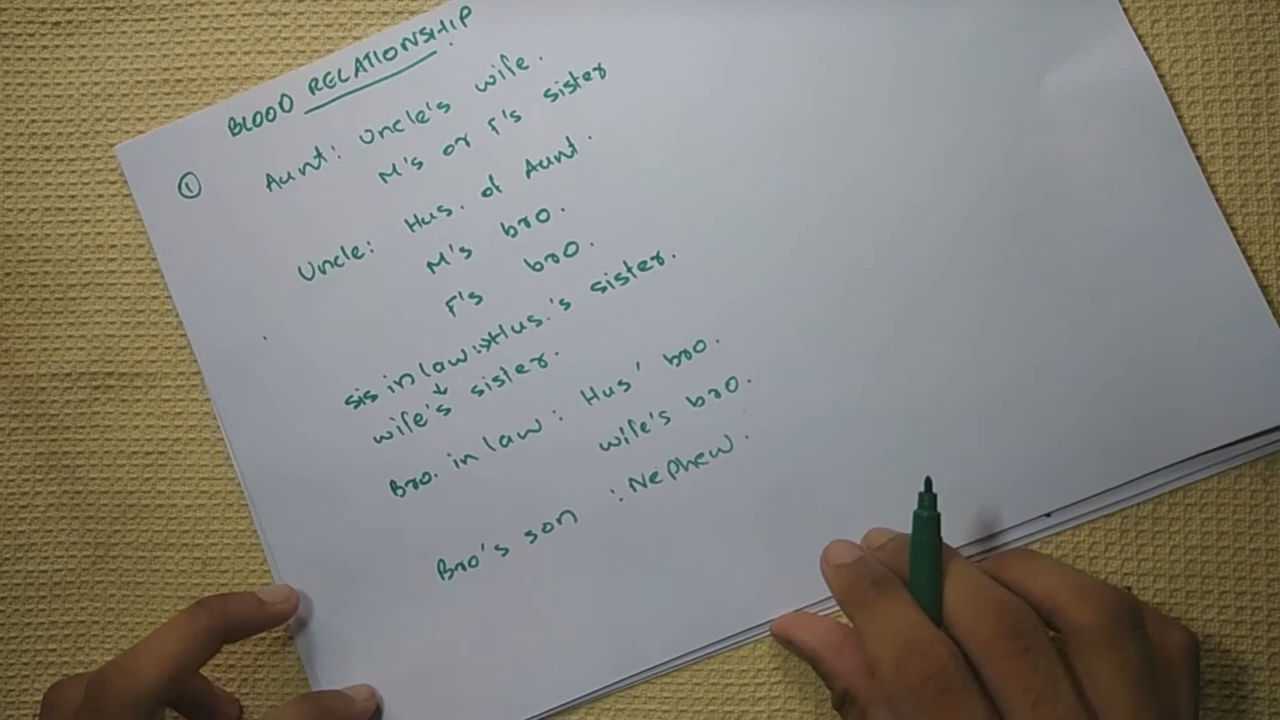 BLOOD RELATIONSHIP
① Aunt: Uncle's wife.
M's or F's sister
Uncle: Hus. of Aunt.
M's bro.
F's bro.
sis in law Hus.'s sister.
↓
wife's sister.
Bro. in law: Hus' bro.
wife's bro.
Bro's son : Nephew.